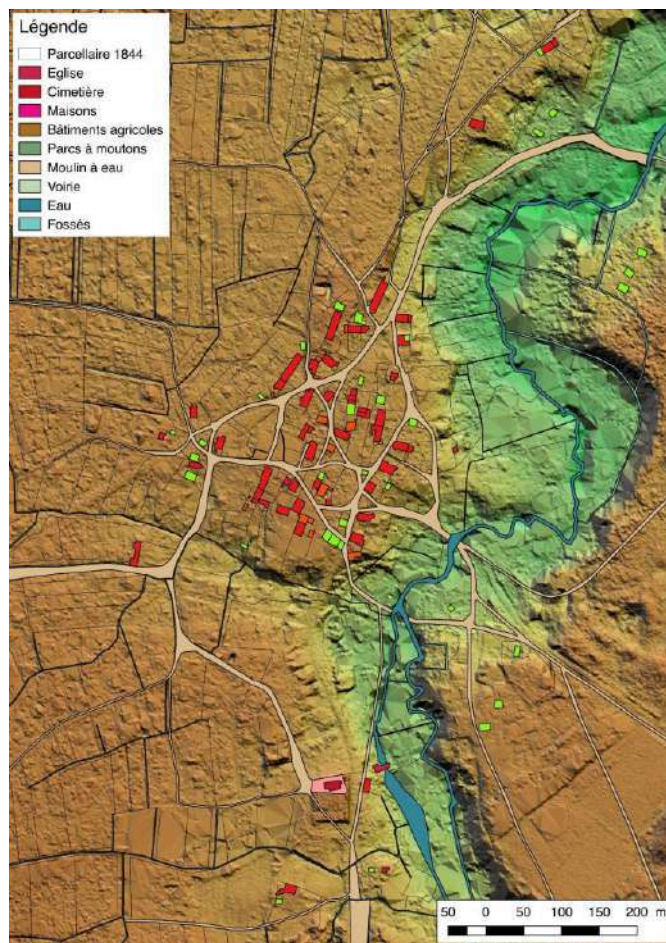 Légende
Parcellaire 1844
Eglise
Cimetière
Maisons
Bâtiments agricoles
Parcs à moutons
Moulin à eau
Voirie
Eau
Fossés
50 0 50 100 150 200 m